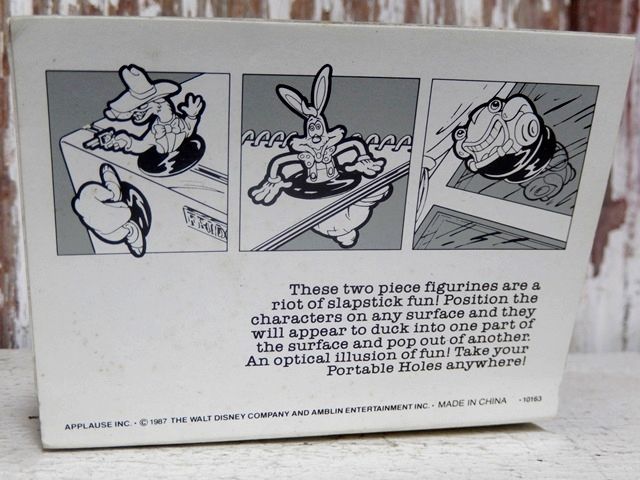 These two piece figurines are a
riot of slapstick fun! Position the
characters on any surface and they
will appear to duck into one part of
the surface and pop out of another.
An optical illusion of fun! Take your
Portable Holes anywhere!
APPLAUSE INC. · © 1987 THE WALT DISNEY COMPANY AND AMBLIN ENTERTAINMENT INC. · MADE IN CHINA · 10163